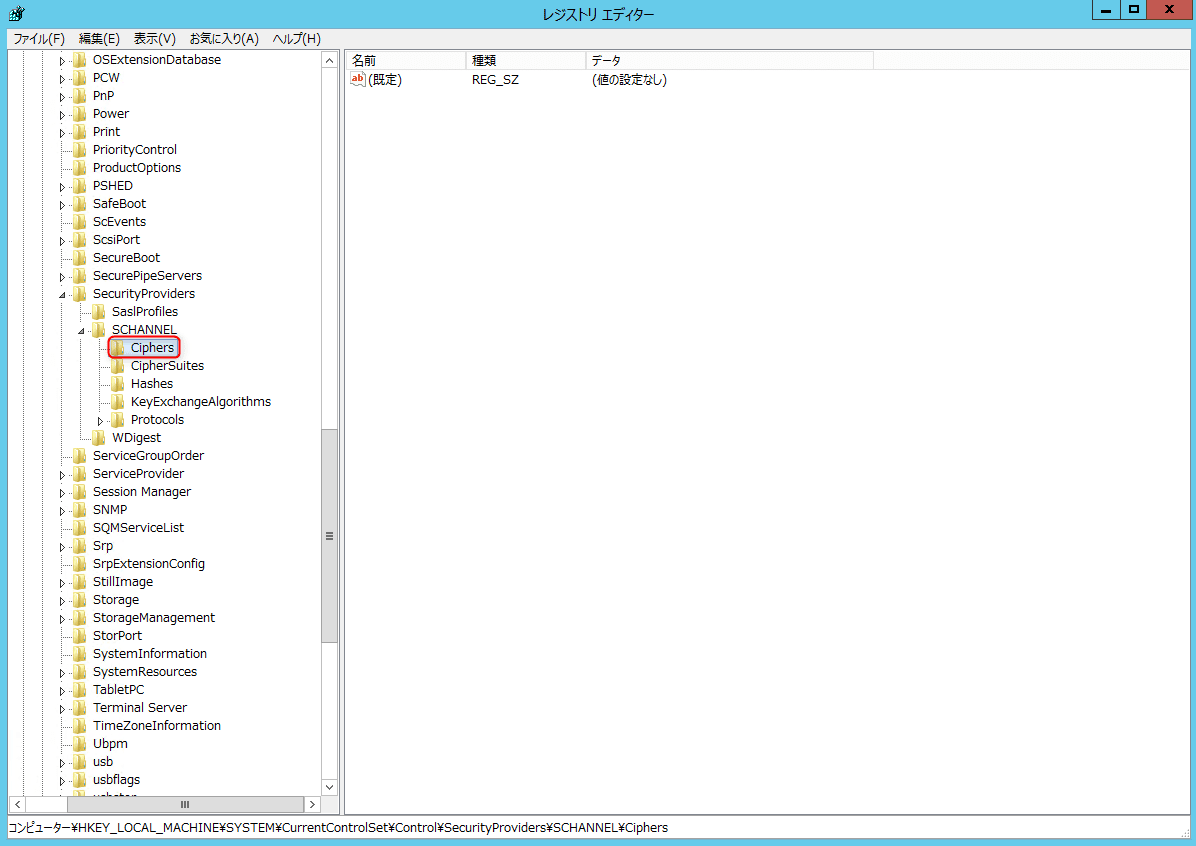 レジストリ エディター
ファイル(F) 編集(E) 表示(V) お気に入り(A) ヘルプ(H)
OSExtensionDatabase
PCW
PnP
Power
Print
PriorityControl
ProductOptions
PSHED
SafeBoot
ScEvents
ScsiPort
SecureBoot
SecurePipeServers
SecurityProviders
SaslProfiles
SCHANNEL
Ciphers
CipherSuites
Hashes
KeyExchangeAlgorithms
Protocols
WDigest
ServiceGroupOrder
ServiceProvider
Session Manager
SNMP
SQMServiceList
Srp
SrpExtensionConfig
StillImage
Storage
StorageManagement
StorPort
SystemInformation
SystemResources
TabletPC
Terminal Server
TimeZoneInformation
Ubpm
usb
usbflags
名前 種類 データ
ab (既定) REG_SZ (値の設定なし)
コンピューター¥HKEY_LOCAL_MACHINE¥SYSTEM¥CurrentControlSet¥Control¥SecurityProviders¥SCHANNEL¥Ciphers